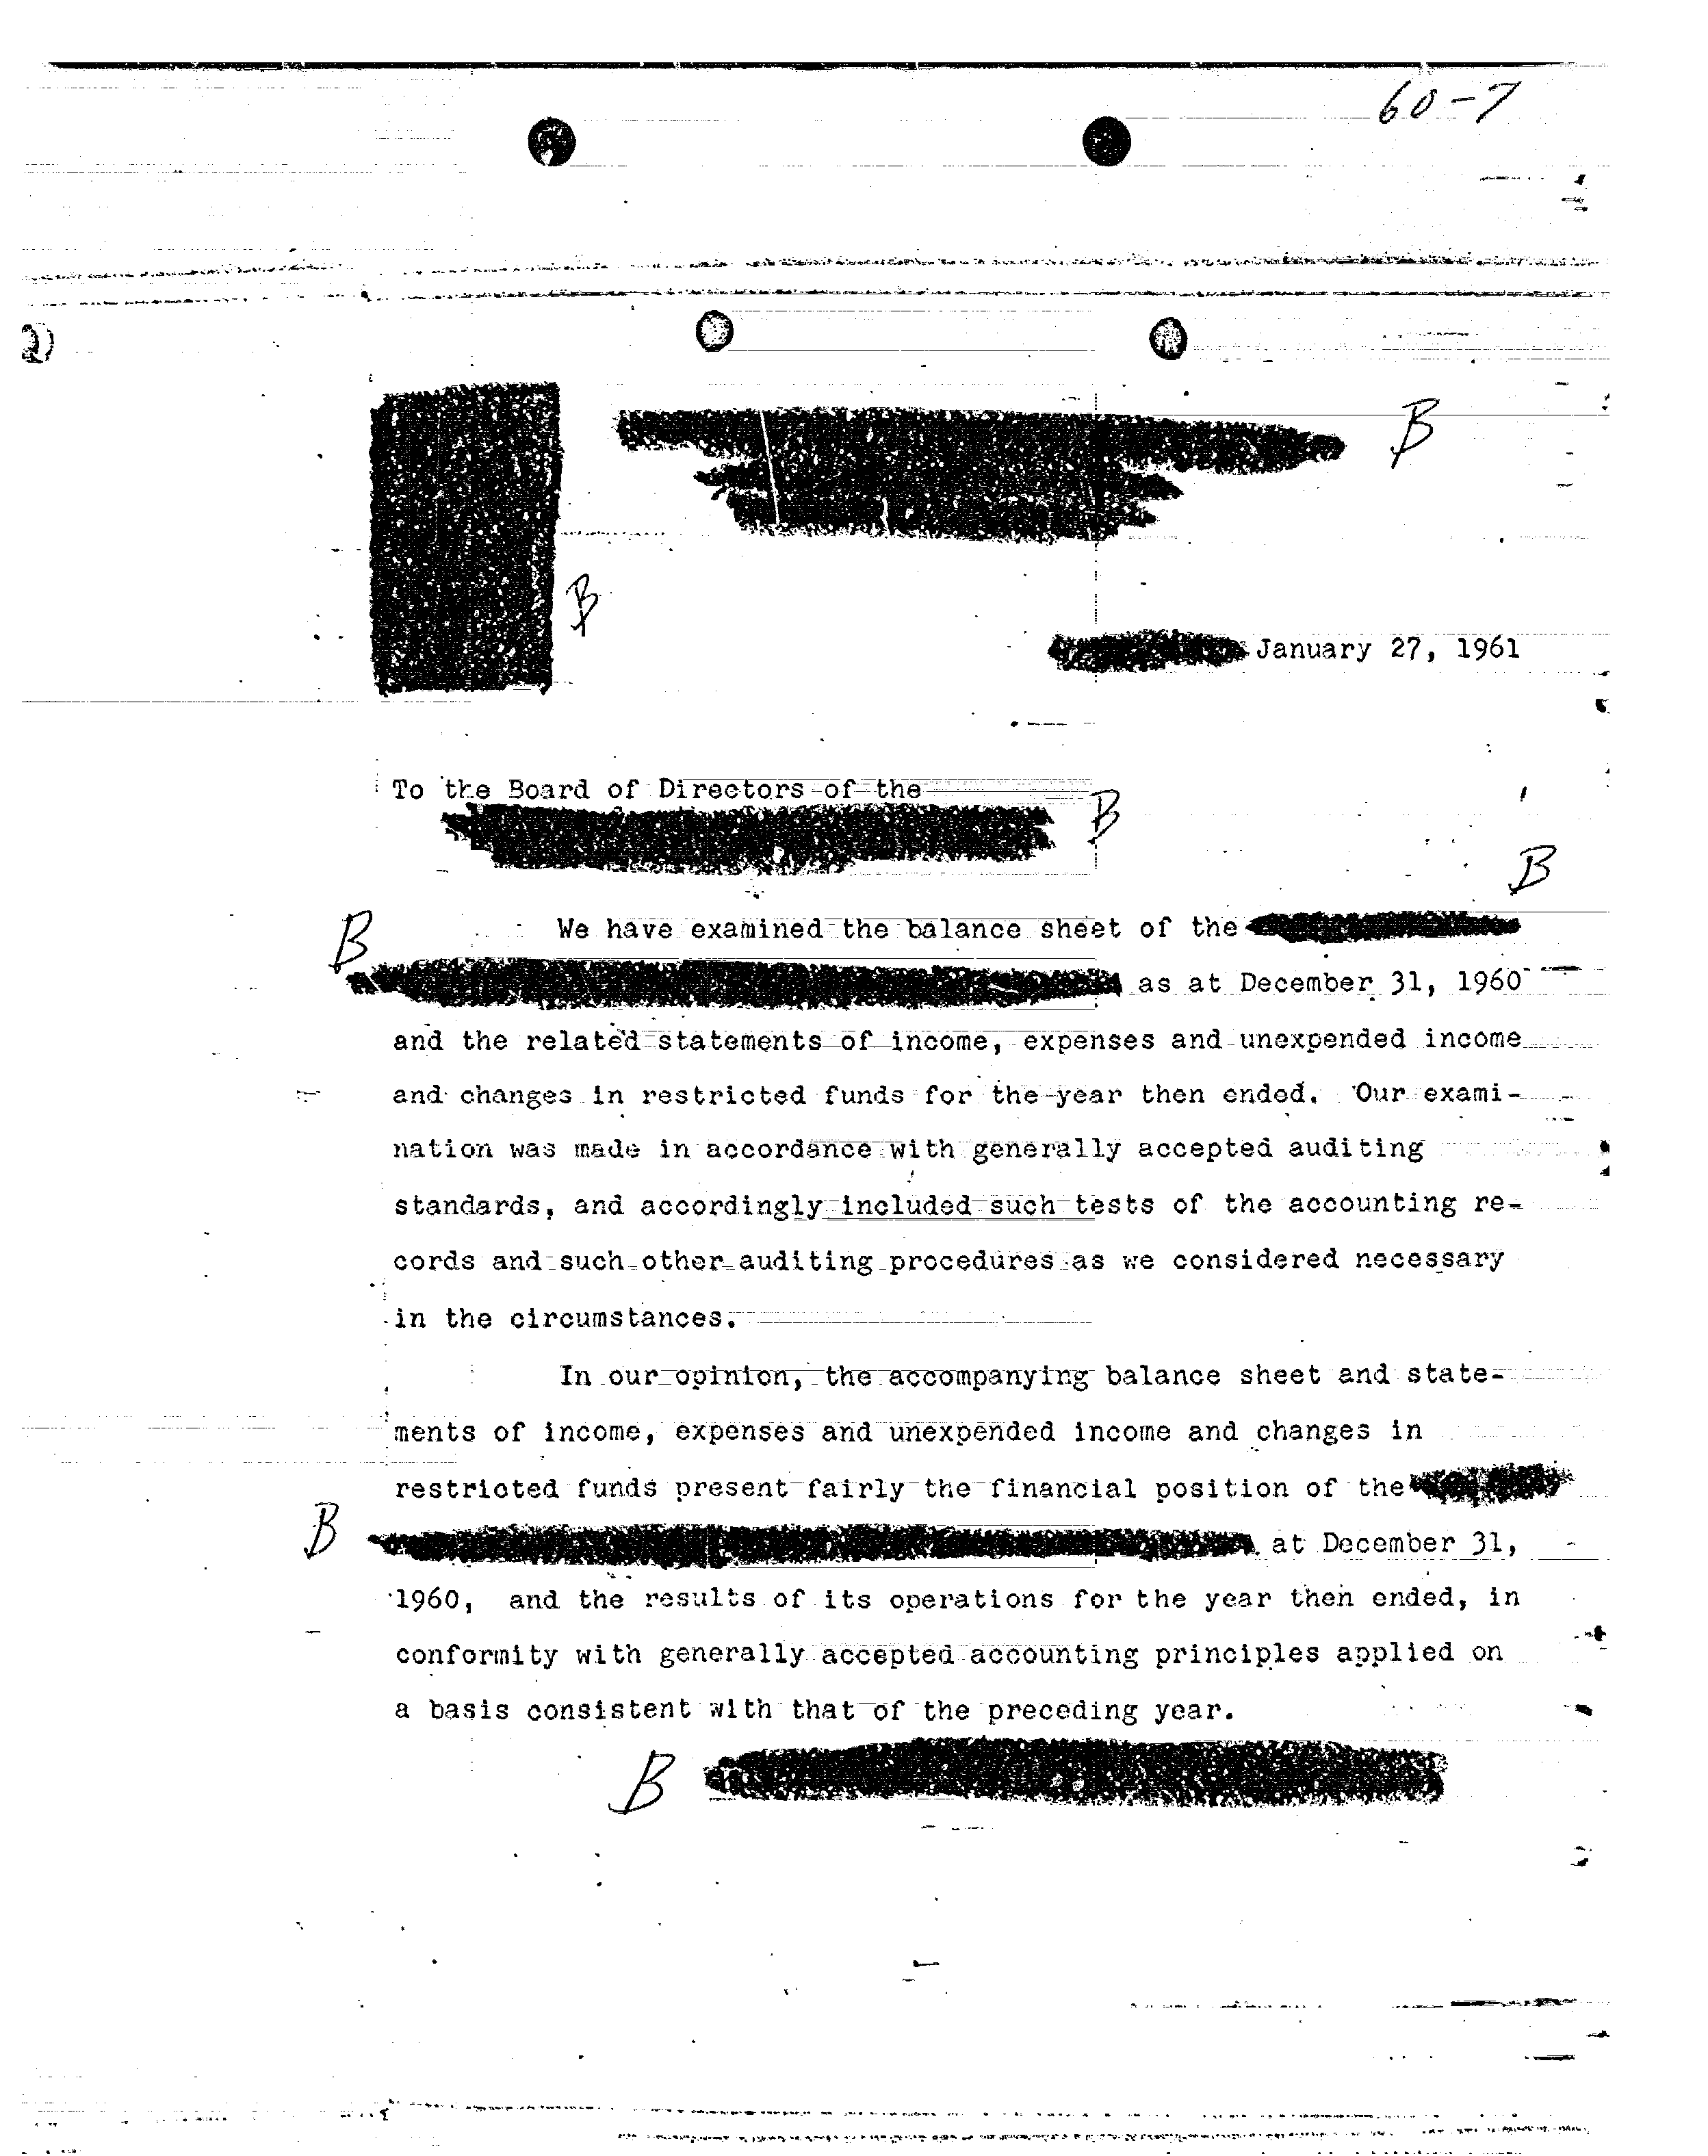 60-7
B
B
January 27, 1961
To the Board of Directors of the
B
B
We have examined the balance sheet of the
B
as at December 31, 1960
and the related statements of income, expenses and unexpended income
and changes in restricted funds for the year then ended. Our exami-
nation was made in accordance with generally accepted auditing
standards, and accordingly included such tests of the accounting re-
cords and such other auditing procedures as we considered necessary
in the circumstances.
In our opinion, the accompanying balance sheet and state-
ments of income, expenses and unexpended income and changes in
restricted funds present fairly the financial position of the
B
at December 31,
1960, and the results of its operations for the year then ended, in
conformity with generally accepted accounting principles applied on
a basis consistent with that of the preceding year.
B